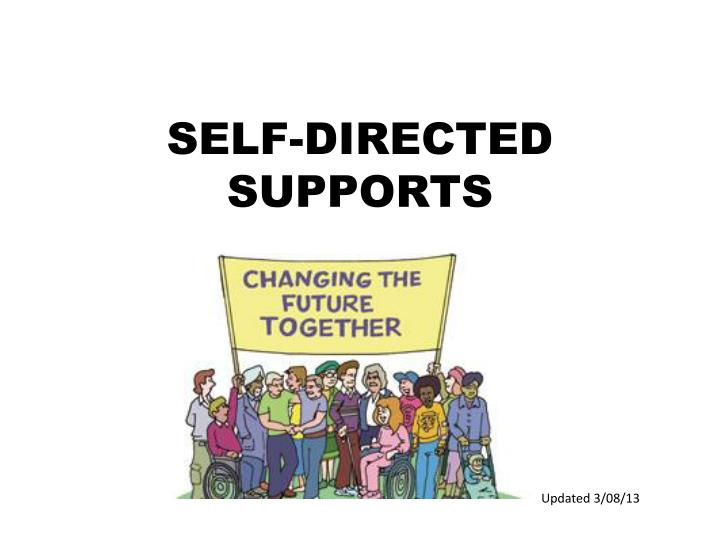 SELF-DIRECTED
SUPPORTS
CHANGING THE
FUTURE
TOGETHER
Updated 3/08/13